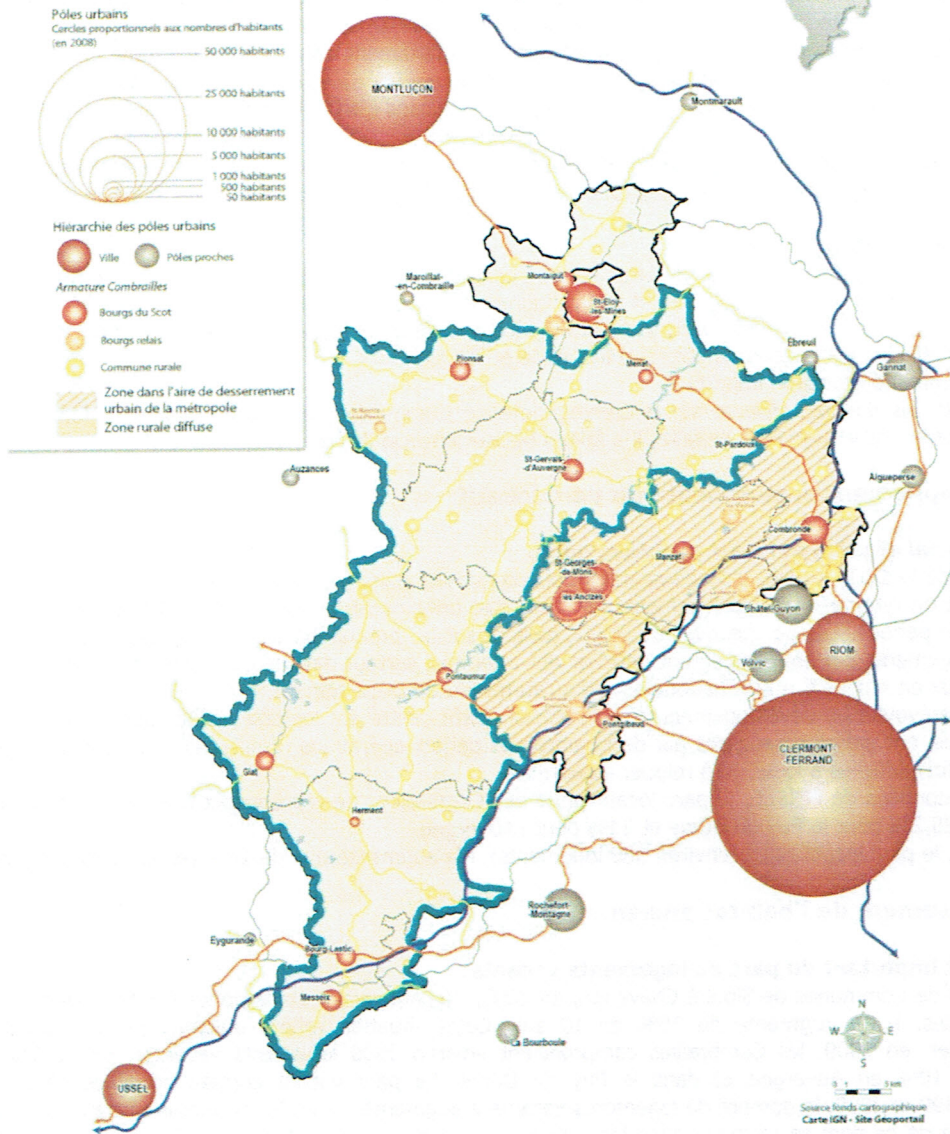 Pôles urbains
Cercles proportionnels aux nombres d'habitants
(en 2008)
50 000 habitants
25 000 habitants
10 000 habitants
5 000 habitants
1 000 habitants
500 habitants
50 habitants
Hiérarchie des pôles urbains
Ville
Pôles proches
Armature Combrailles
Bourgs du Scot
Bourgs relais
Commune rurale
Zone dans l'aire de desserrement
urbain de la métropole
Zone rurale diffuse
MONTLUÇON
Montmarault
Montaigut
Marcillat
-en-Combraille
St-Eloy
-les-Mines
Pionsat
Menat
Ebreuil
Gannat
St-Pardoux
Auzances
St-Gervais
-d'Auvergne
Aigueperse
Combronde
Manzat
St-Georges
-de-Mons
les Ancizes
Châtel-Guyon
RIOM
Volvic
Pontaumur
Pontgibaud
CLERMONT
-FERRAND
Giat
Herment
Rochefort
-Montagne
Eygurande
Bourg-Lastic
Messeix
La Bourboule
USSEL
N
W
E
S
0 1 5 km
Source fonds cartographique
Carte IGN - Site Géoportail